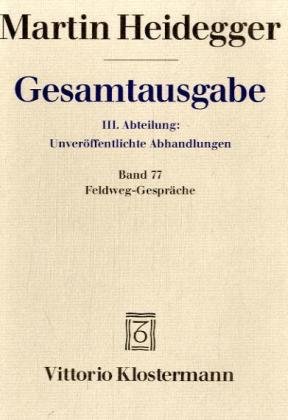 Martin Heidegger
Gesamtausgabe
III. Abteilung:
Unveröffentlichte Abhandlungen
Band 77
Feldweg-Gespräche
Vittorio Klostermann